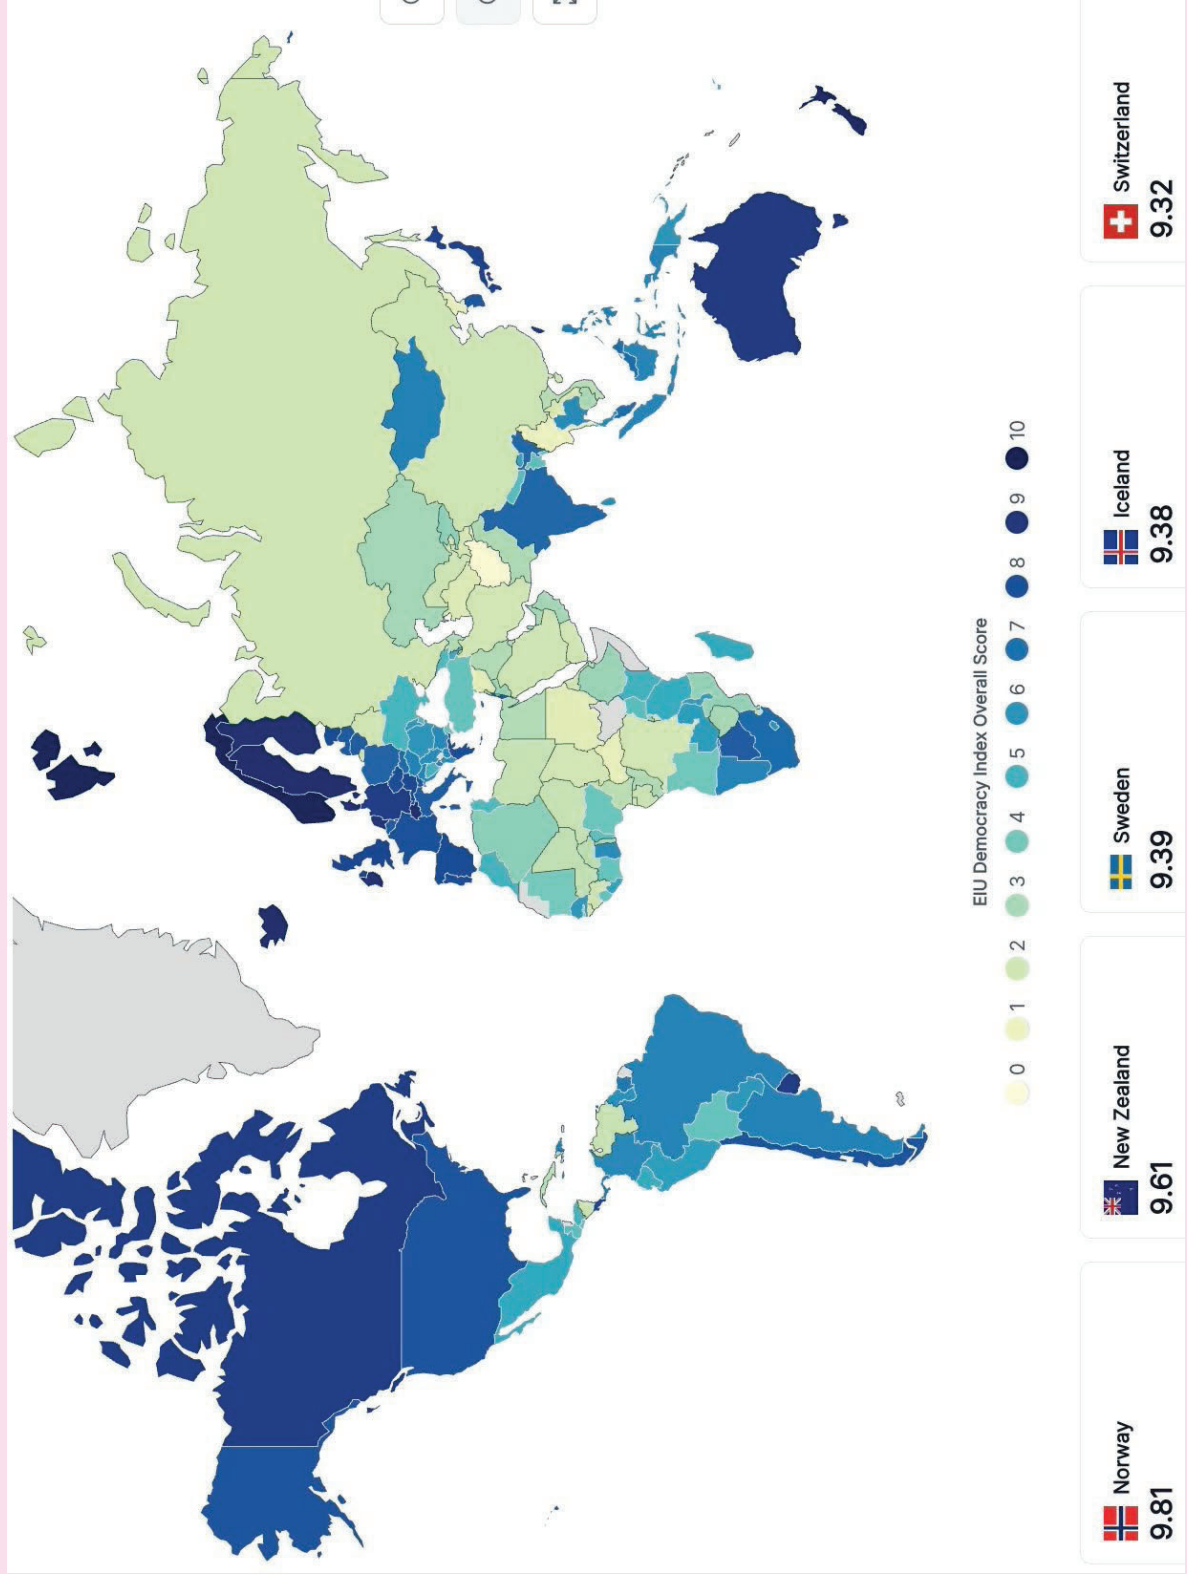 EIU Democracy Index Overall Score
0 1 2 3 4 5 6 7 8 9 10
Norway
9.81
New Zealand
9.61
Sweden
9.39
Iceland
9.38
Switzerland
9.32